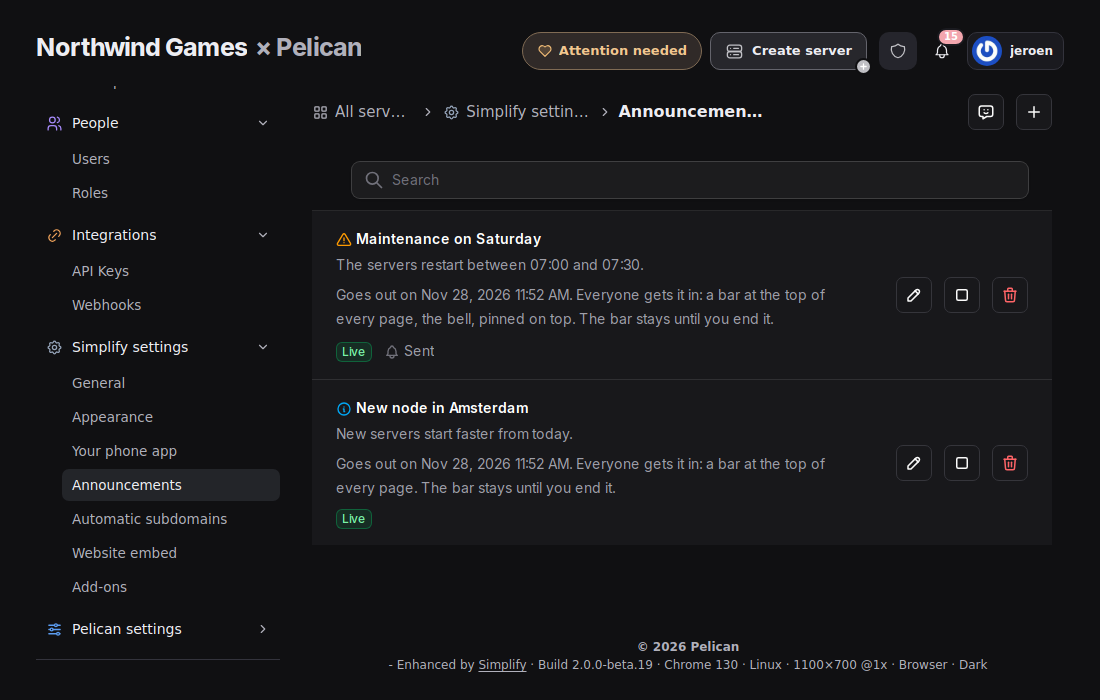 Northwind Games × Pelican
Attention needed
Create server
15
jeroen
People
Users
Roles
Integrations
API Keys
Webhooks
Simplify settings
General
Appearance
Your phone app
Announcements
Automatic subdomains
Website embed
Add-ons
Pelican settings
All serv… › Simplify settin… › Announcemen…
Search
Maintenance on Saturday
The servers restart between 07:00 and 07:30.
Goes out on Nov 28, 2026 11:52 AM. Everyone gets it in: a bar at the top of
every page, the bell, pinned on top. The bar stays until you end it.
Live Sent
New node in Amsterdam
New servers start faster from today.
Goes out on Nov 28, 2026 11:52 AM. Everyone gets it in: a bar at the top of
every page. The bar stays until you end it.
Live
© 2026 Pelican
- Enhanced by Simplify · Build 2.0.0-beta.19 · Chrome 130 · Linux · 1100×700 @1x · Browser · Dark